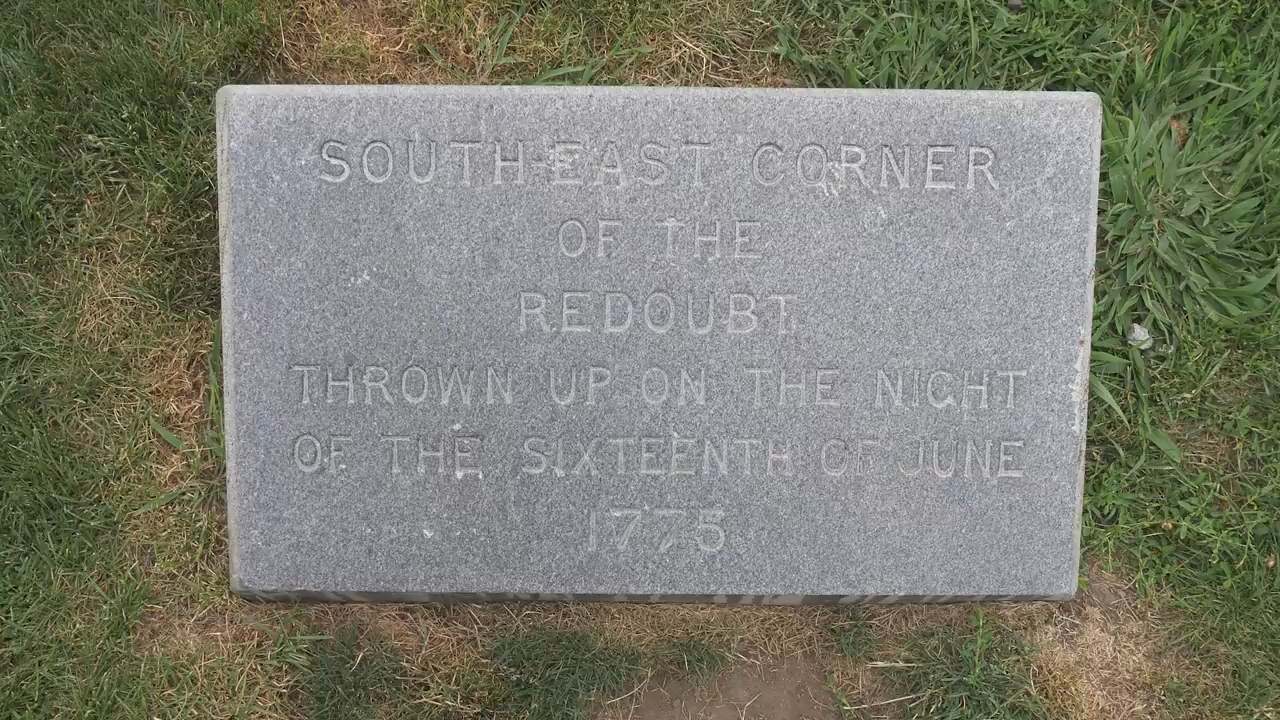 SOUTH-EAST CORNER
OF THE
REDOUBT
THROWN UP ON THE NIGHT
OF THE SIXTEENTH OF JUNE
1775